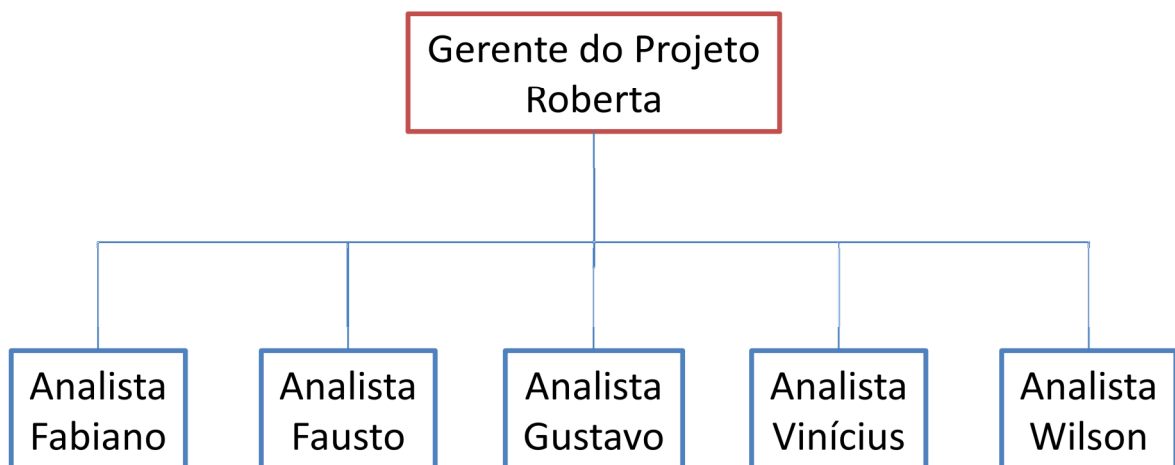 Gerente do Projeto
Roberta
Analista
Fabiano
Analista
Fausto
Analista
Gustavo
Analista
Vinícius
Analista
Wilson